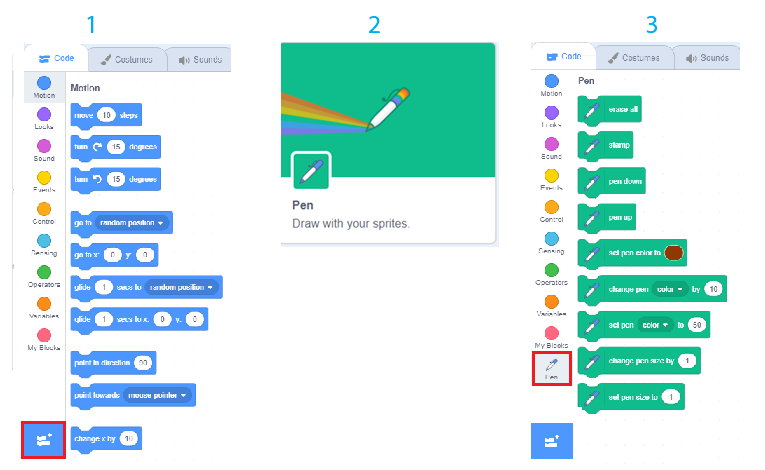 1
Code Costumes Sounds
Motion
Looks
Sound
Events
Control
Sensing
Operators
Variables
My Blocks
Motion
move 10 steps
turn 15 degrees
turn 15 degrees
go to random position
go to x: 0 y: 0
glide 1 secs to random position
glide 1 secs to x: 0 y: 0
point in direction 90
point towards mouse-pointer
change x by 10
2
Pen
Draw with your sprites.
3
Code Costumes Sounds
Motion
Looks
Sound
Events
Control
Sensing
Operators
Variables
My Blocks
Pen
Pen
erase all
stamp
pen down
pen up
set pen color to
change pen color by 10
set pen color to 50
change pen size by 1
set pen size to 1